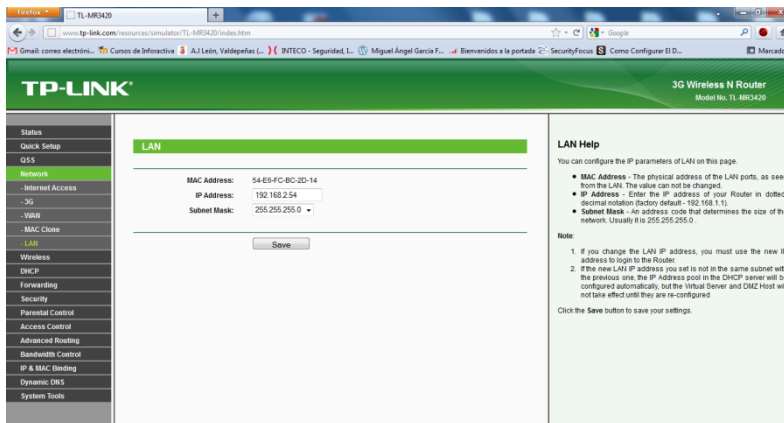 Firefox
TL-MR3420
+
www.tp-link.com/resources/simulator/TL-MR3420/index.htm
Google
Gmail: correo electróni...
Cursos de Inforactiva
A.J León, Valdepeñas (...
INTECO - Seguridad, I...
Miguel Ángel García F...
Bienvenidos a la portada
SecurityFocus
Como Configurar El D...
Marcado
TP-LINK®
3G Wireless N Router
Model No. TL-MR3420
Status
Quick Setup
QSS
Network
- Internet Access
- 3G
- WAN
- MAC Clone
- LAN
Wireless
DHCP
Forwarding
Security
Parental Control
Access Control
Advanced Routing
Bandwidth Control
IP & MAC Binding
Dynamic DNS
System Tools
LAN
MAC Address: 54-E6-FC-BC-2D-14
IP Address: 192.168.2.54
Subnet Mask: 255.255.255.0
Save
LAN Help
You can configure the IP parameters of LAN on this page.
MAC Address - The physical address of the LAN ports, as seen
from the LAN. The value can not be changed.
IP Address - Enter the IP address of your Router in dotted-
decimal notation (factory default - 192.168.1.1).
Subnet Mask - An address code that determines the size of the
network. Usually it is 255.255.255.0 .
Note:
1. If you change the LAN IP address, you must use the new IP
address to login to the Router.
2. If the new LAN IP address you set is not in the same subnet with
the previous one, the IP Address pool in the DHCP server will be
configured automatically, but the Virtual Server and DMZ Host will
not take effect until they are re-configured
Click the Save button to save your settings.